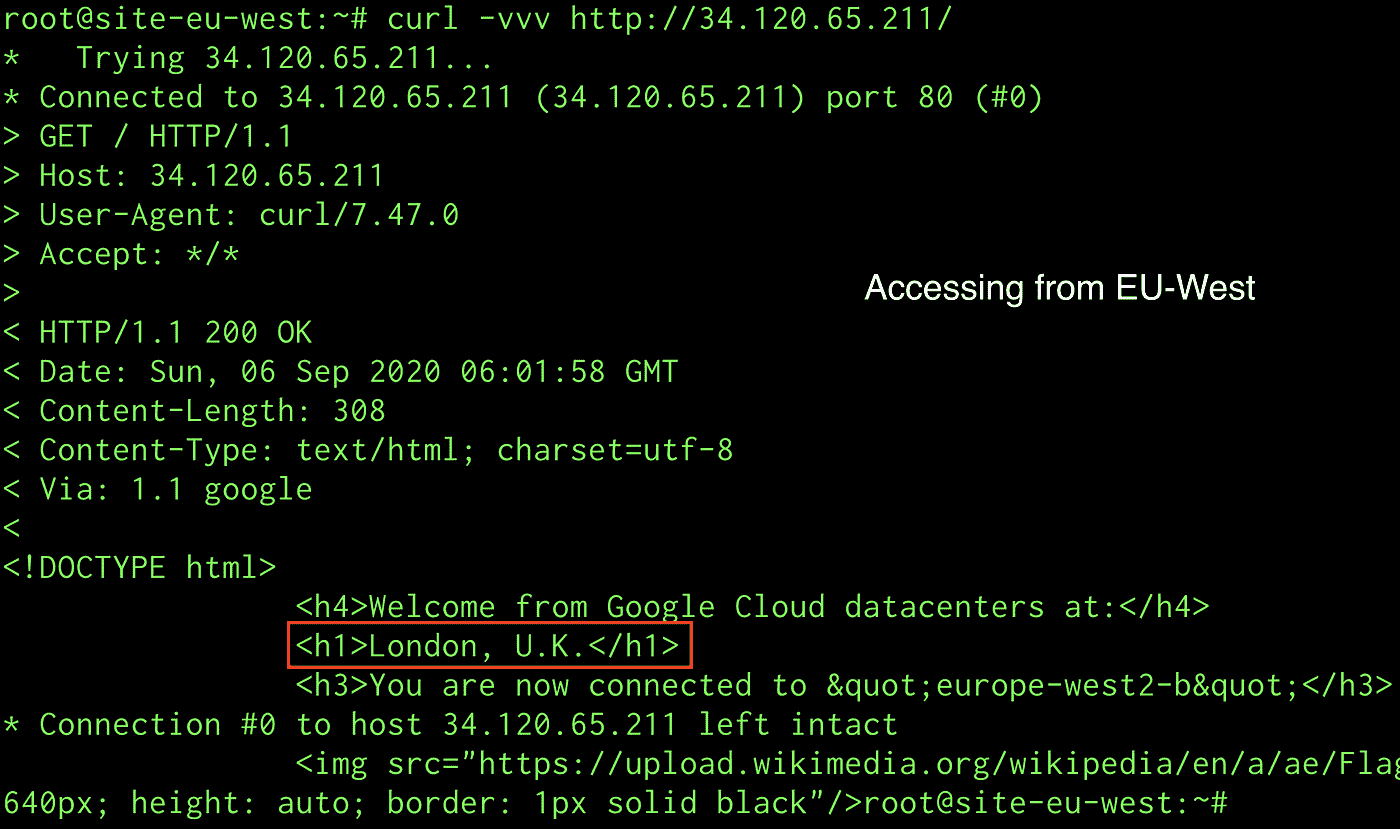 root@site-eu-west:~# curl -vvv http://34.120.65.211/
*   Trying 34.120.65.211...
* Connected to 34.120.65.211 (34.120.65.211) port 80 (#0)
> GET / HTTP/1.1
> Host: 34.120.65.211
> User-Agent: curl/7.47.0
> Accept: */*
>
Accessing from EU-West
< HTTP/1.1 200 OK
< Date: Sun, 06 Sep 2020 06:01:58 GMT
< Content-Length: 308
< Content-Type: text/html; charset=utf-8
< Via: 1.1 google
<
<!DOCTYPE html>
                <h4>Welcome from Google Cloud datacenters at:</h4>
                <h1>London, U.K.</h1>
                <h3>You are now connected to &quot;europe-west2-b&quot;</h3>
* Connection #0 to host 34.120.65.211 left intact
                <img src="https://upload.wikimedia.org/wikipedia/en/a/ae/Flag
640px; height: auto; border: 1px solid black"/>root@site-eu-west:~#